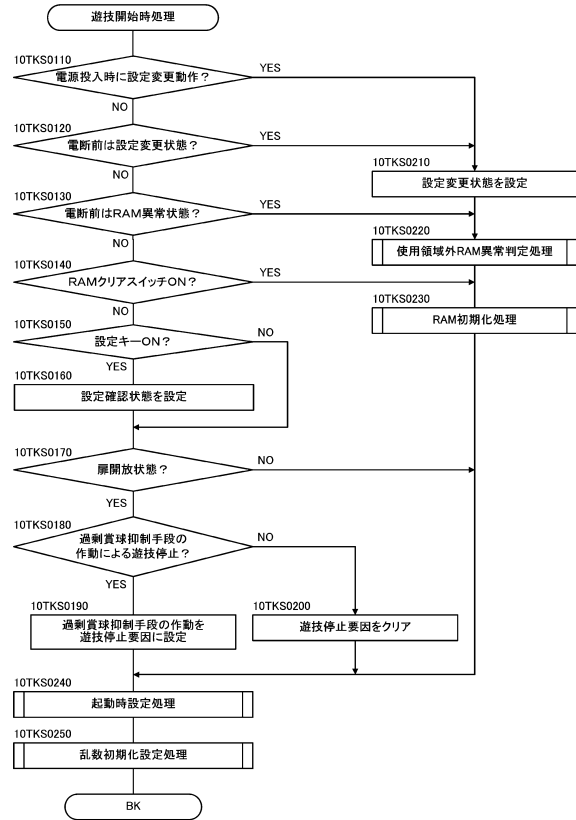 遊技開始時処理
10TKS0110
電源投入時に設定変更動作？
YES
NO
10TKS0120
電断前は設定変更状態？
YES
NO
10TKS0210
設定変更状態を設定
10TKS0130
電断前はRAM異常状態？
YES
NO
10TKS0220
使用領域外RAM異常判定処理
10TKS0140
RAMクリアスイッチON？
YES
NO
10TKS0230
RAM初期化処理
10TKS0150
設定キーON？
NO
YES
10TKS0160
設定確認状態を設定
10TKS0170
扉開放状態？
NO
YES
10TKS0180
過剰賞球抑制手段の
作動による遊技停止？
NO
YES
10TKS0190
過剰賞球抑制手段の作動を
遊技停止要因に設定
10TKS0200
遊技停止要因をクリア
10TKS0240
起動時設定処理
10TKS0250
乱数初期化設定処理
BK